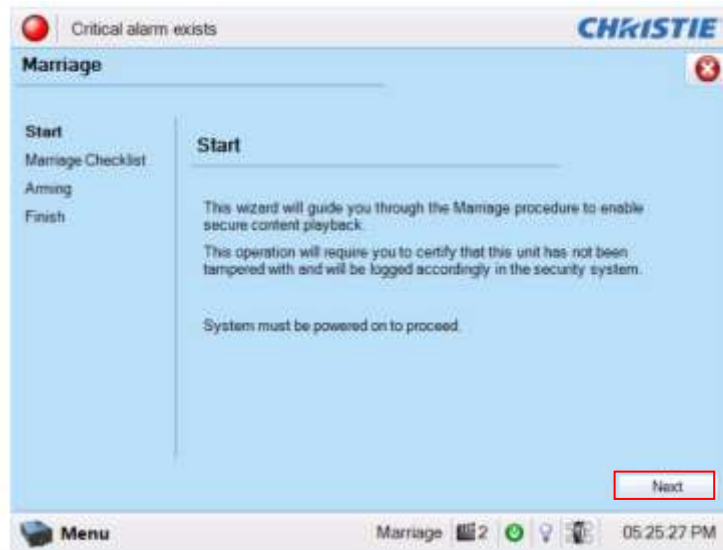 Critical alarm exists
CHRISTIE
Marriage
Start
Marriage Checklist
Arming
Finish
Start
This wizard will guide you through the Marriage procedure to enable
secure content playback.
This operation will require you to certify that this unit has not been
tampered with and will be logged accordingly in the security system.
System must be powered on to proceed.
Next
Menu
Marriage
2
05:25:27 PM